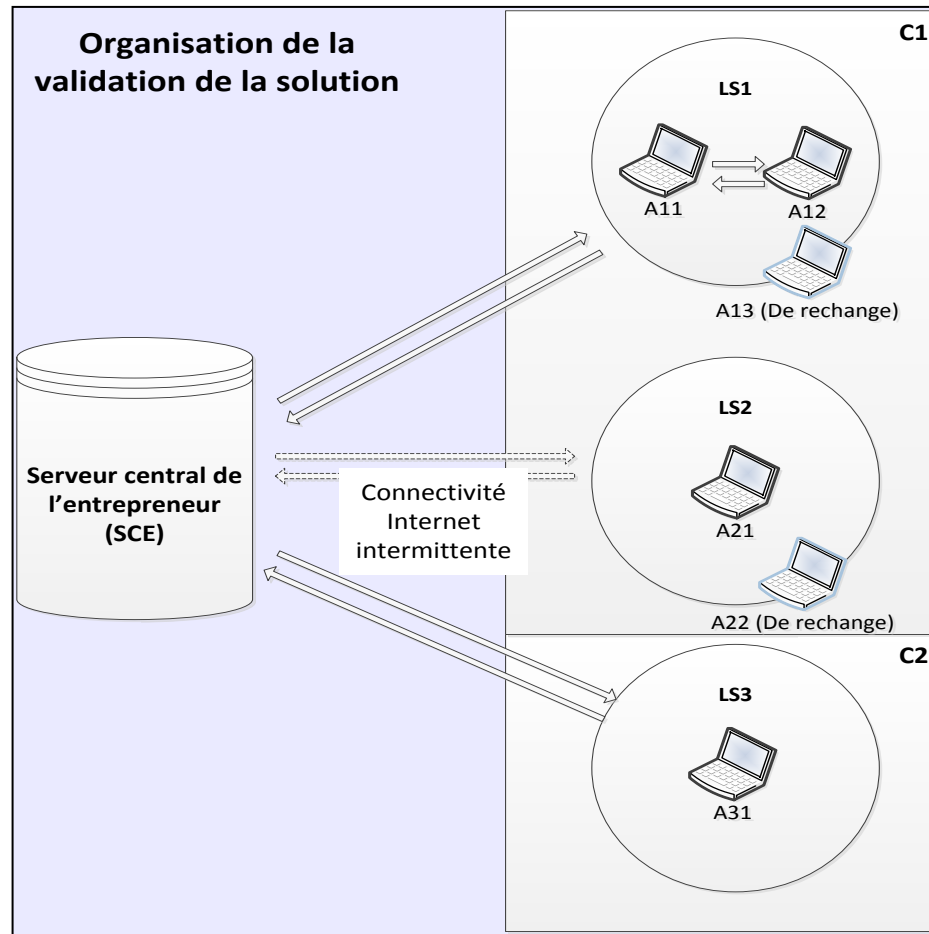 Organisation de la
validation de la solution
C1
LS1
A11
A12
A13 (De rechange)
Serveur central de
l'entrepreneur
(SCE)
Connectivité
Internet
intermittente
LS2
A21
A22 (De rechange)
C2
LS3
A31